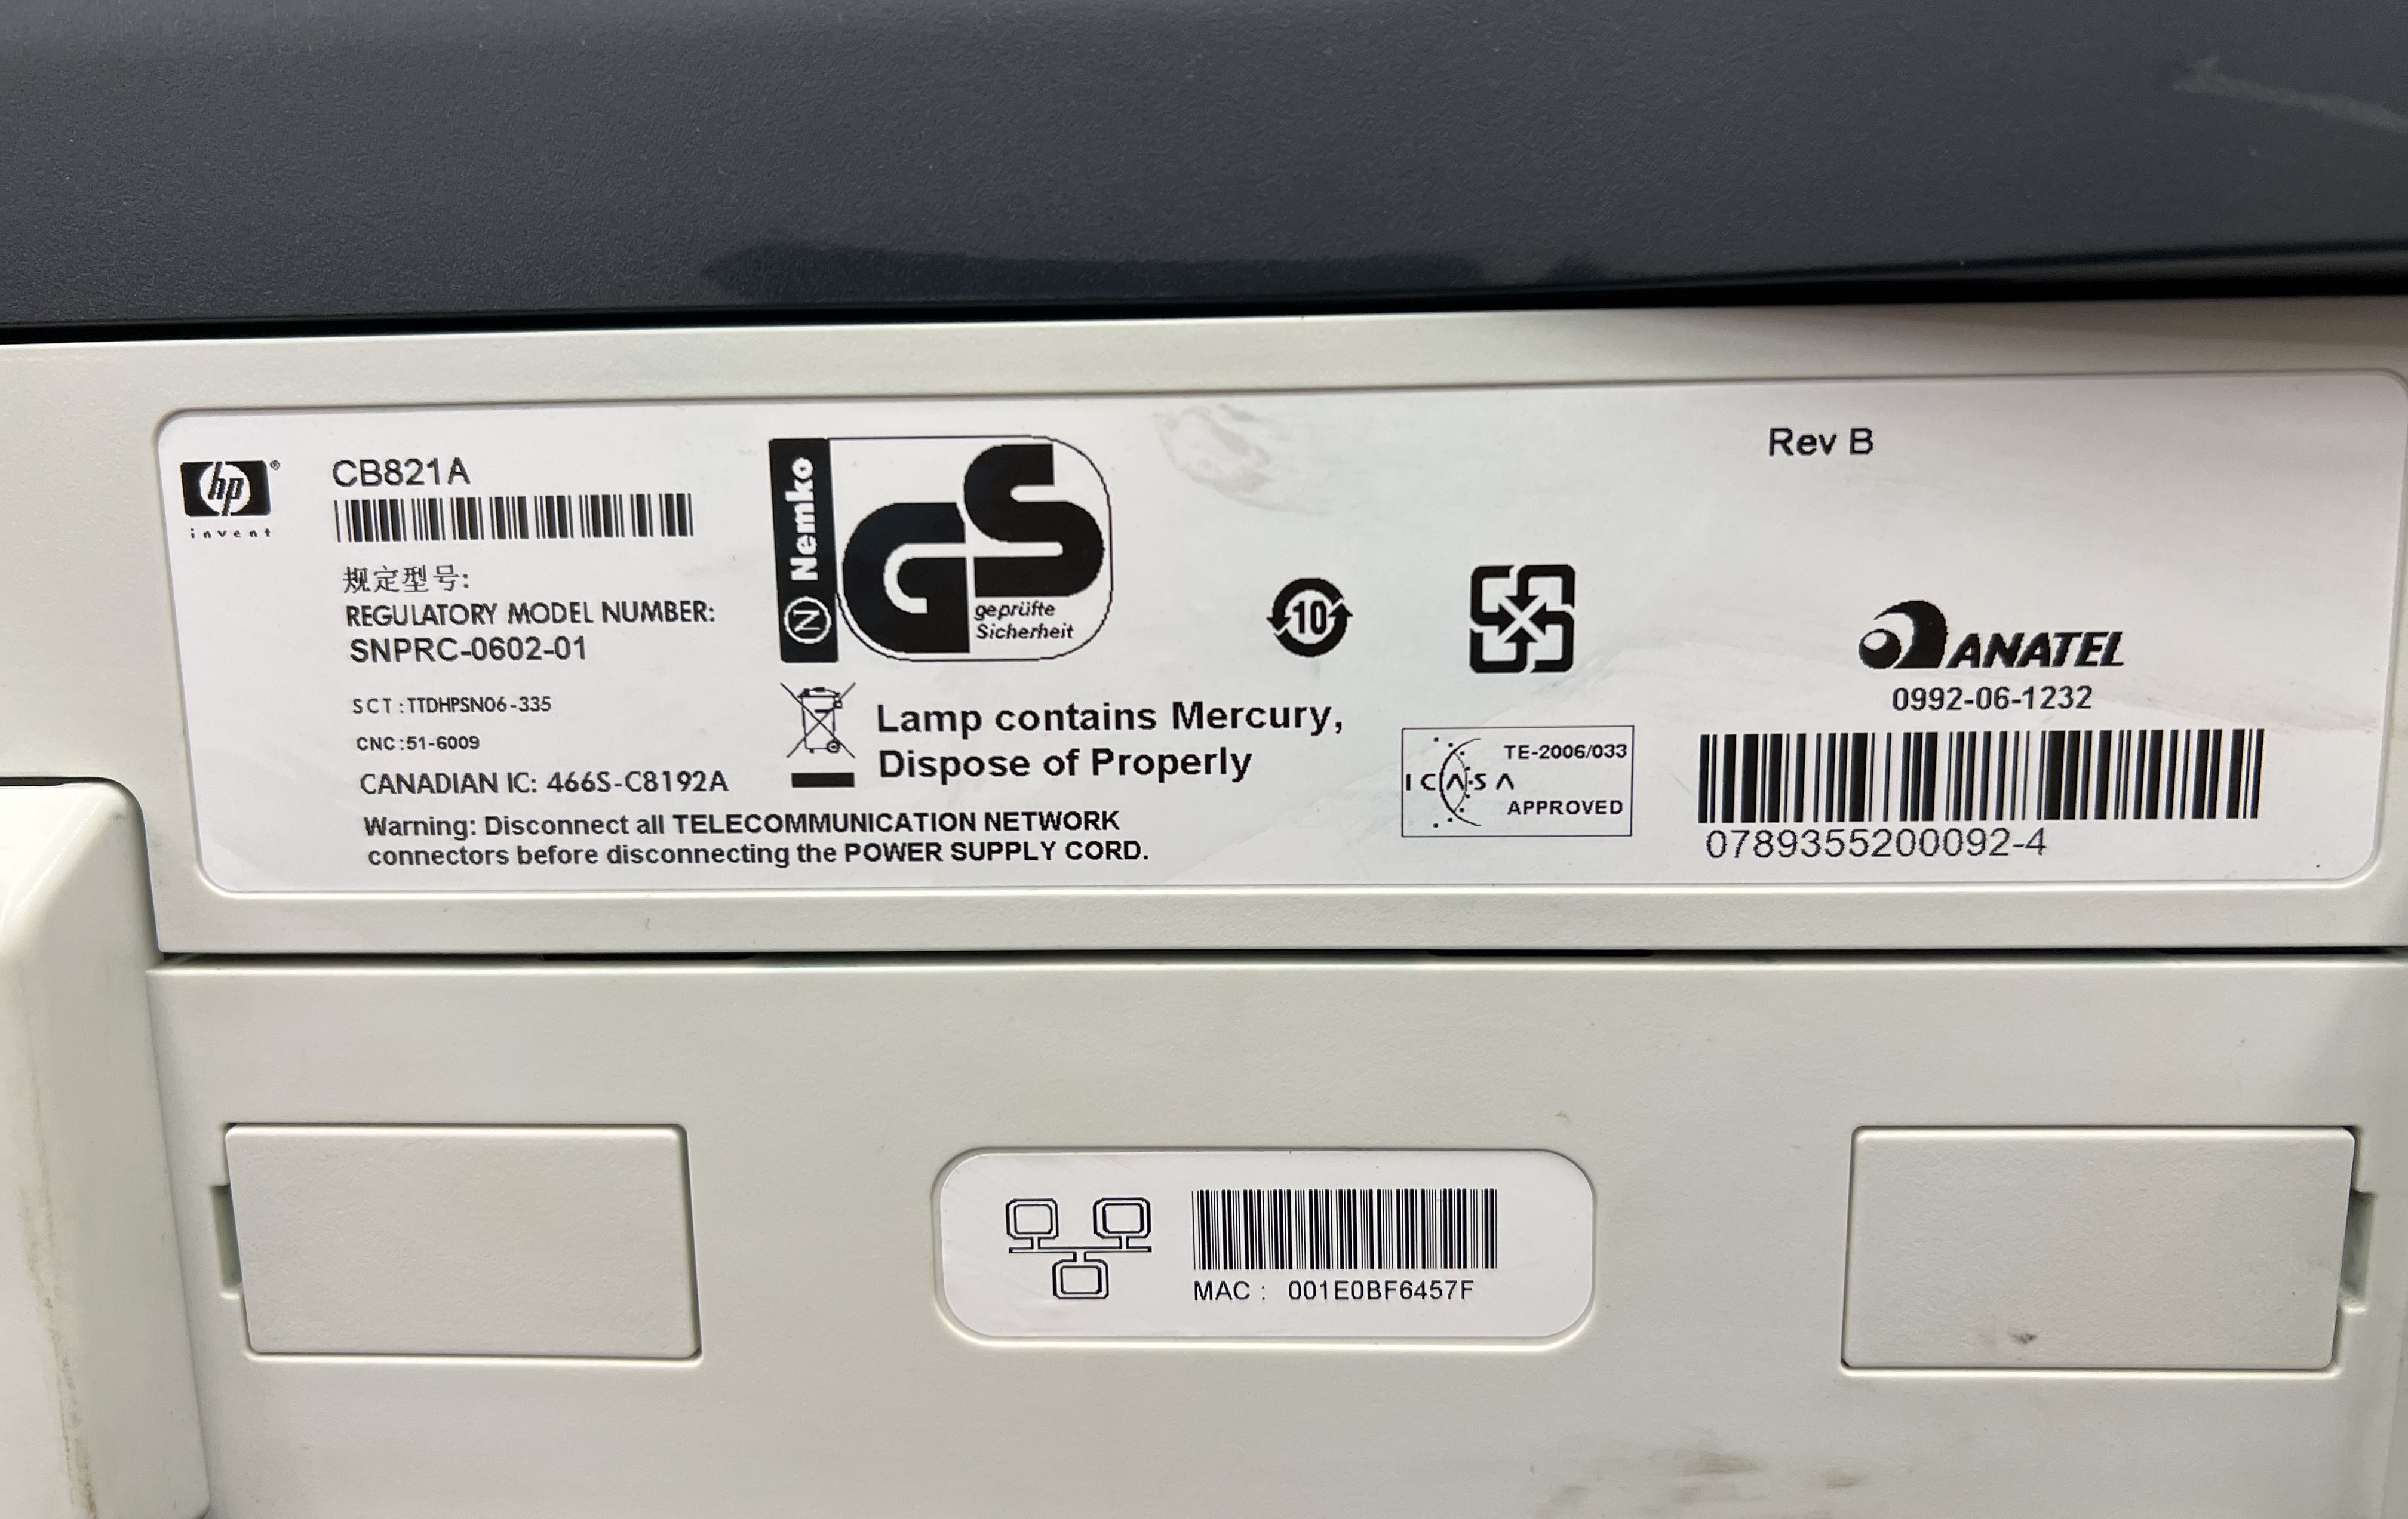 hp®
invent
CB821A
规定型号:
REGULATORY MODEL NUMBER:
SNPRC-0602-01
SCT:TTDHPSN06-335
CNC:51-6009
CANADIAN IC: 466S-C8192A
Warning: Disconnect all TELECOMMUNICATION NETWORK
connectors before disconnecting the POWER SUPPLY CORD.
N Nemko
GS
geprüfte
Sicherheit
Lamp contains Mercury,
Dispose of Properly
10
TE-2006/033
ICASA
APPROVED
Rev B
ANATEL
0992-06-1232
0789355200092-4
MAC: 001E0BF6457F